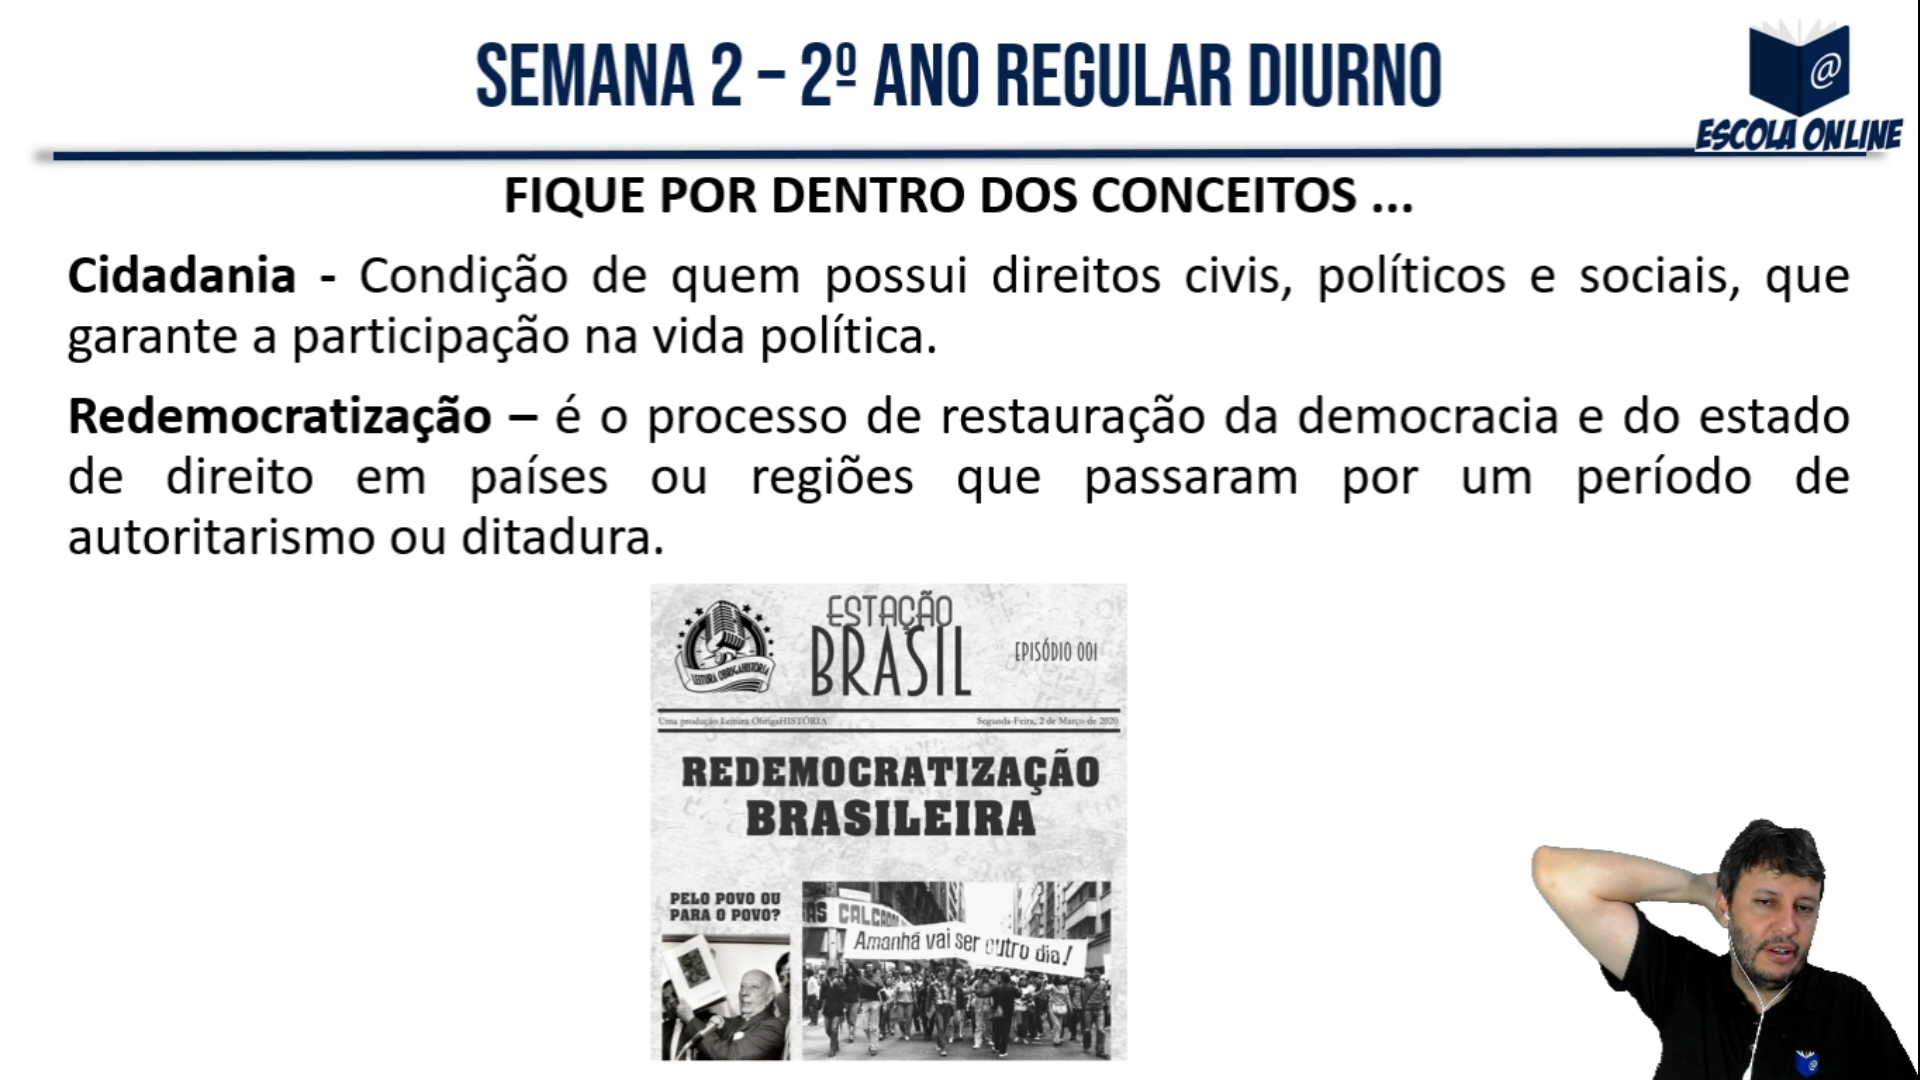 SEMANA 2 – 2º ANO REGULAR DIURNO
@
ESCOLA ONLINE
FIQUE POR DENTRO DOS CONCEITOS ...
Cidadania - Condição de quem possui direitos civis, políticos e sociais, que
garante a participação na vida política.
Redemocratização – é o processo de restauração da democracia e do estado
de direito em países ou regiões que passaram por um período de
autoritarismo ou ditadura.
ESTAÇÃO
BRASIL
EPISÓDIO 001
LEITURA OBRIGAHISTÓRIA
Uma produção Leitura ObrigaHISTÓRIA
Segunda-Feira, 2 de Março de 2020
REDEMOCRATIZAÇÃO
BRASILEIRA
PELO POVO OU
PARA O POVO?
AS CALÇADOS
Amanhã vai ser outro dia!
@